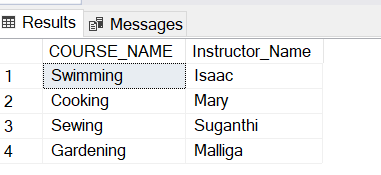 Results Messages
COURSE_NAME Instructor_Name
1 Swimming Isaac
2 Cooking Mary
3 Sewing Suganthi
4 Gardening Malliga